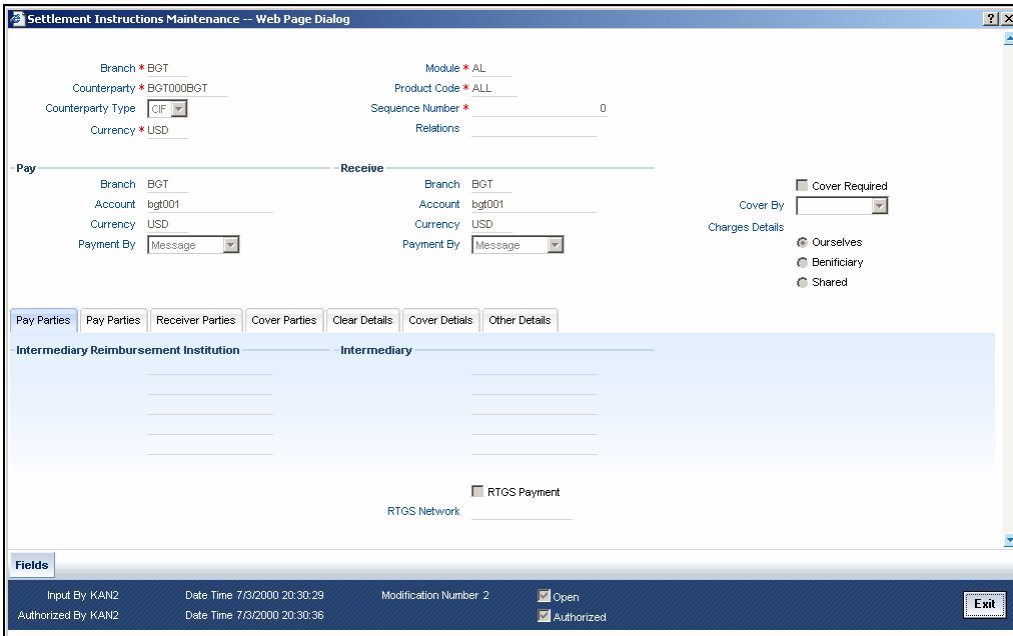 Settlement Instructions Maintenance -- Web Page Dialog
? X
Branch * BGT
Module * AL
Counterparty * BGT000BGT
Product Code * ALL
Counterparty Type CIF
Sequence Number * 0
Currency * USD
Relations
Pay
Receive
Branch BGT
Branch BGT
Cover Required
Account bgt001
Account bgt001
Cover By
Currency USD
Currency USD
Charges Details
Payment By Message
Payment By Message
Ourselves
Benificiary
Shared
Pay Parties Pay Parties Receiver Parties Cover Parties Clear Details Cover Detials Other Details
Intermediary Reimbursement Institution
Intermediary
RTGS Payment
RTGS Network
Fields
Input By KAN2 Date Time 7/3/2000 20:30:29 Modification Number 2 Open
Authorized By KAN2 Date Time 7/3/2000 20:30:36 Authorized
Exit